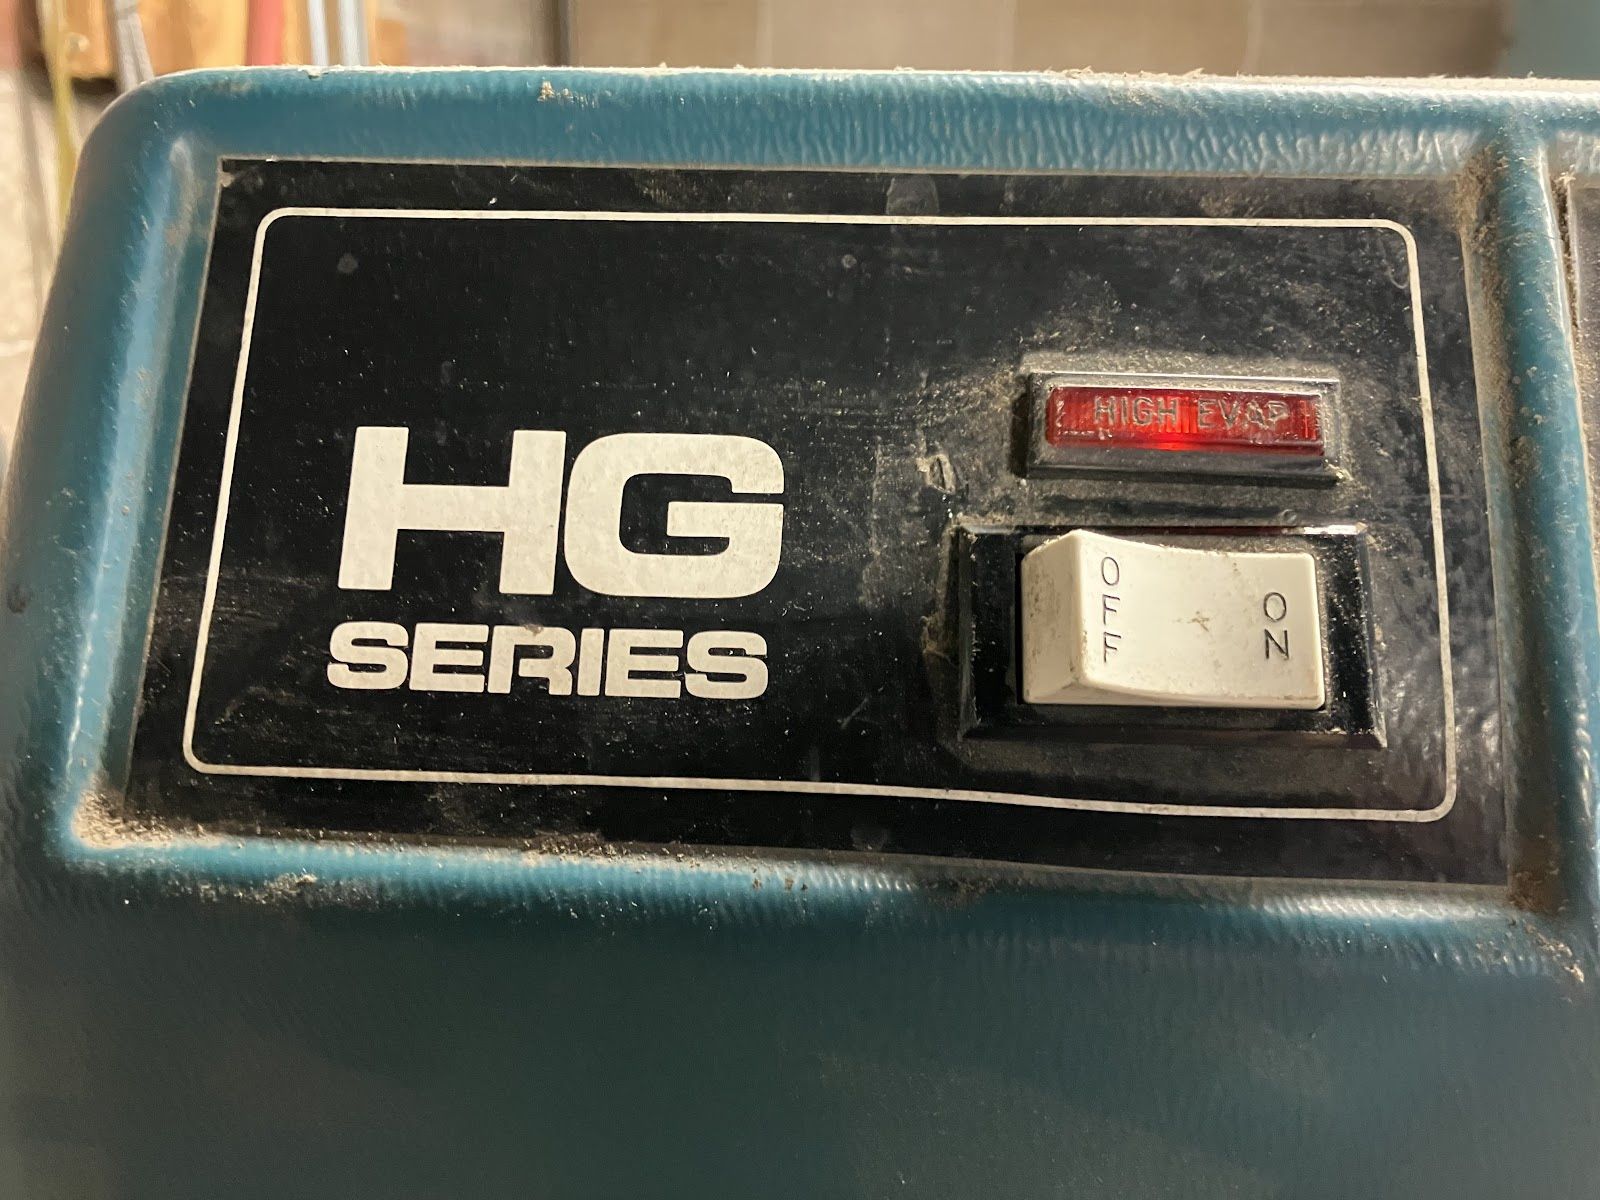 HG
SERIES
HIGH EVAP
OFF
ON